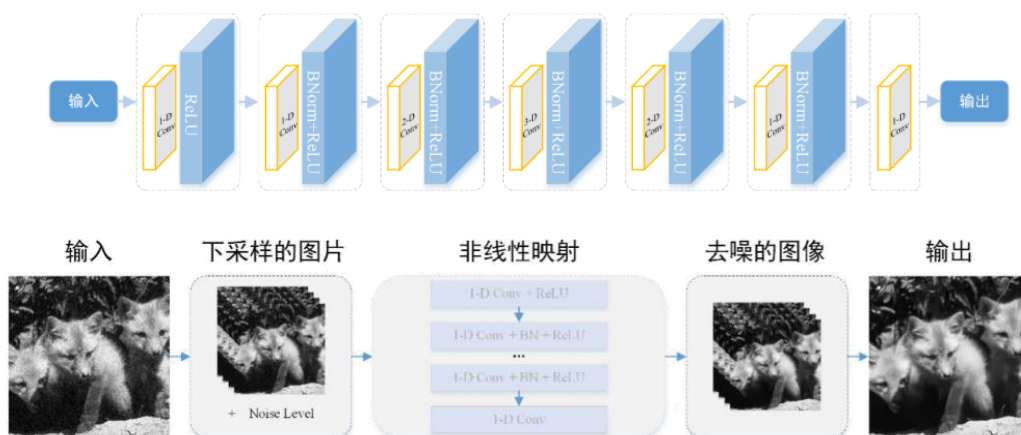 输入
1-D
Conv
ReLU
1-D
Conv
BNorm+ReLU
2-D
Conv
BNorm+ReLU
3-D
Conv
BNorm+ReLU
2-D
Conv
BNorm+ReLU
1-D
Conv
BNorm+ReLU
1-D
Conv
输出
输入
下采样的图片
非线性映射
去噪的图像
输出
+ Noise Level
1-D Conv + ReLU
1-D Conv + BN + ReLU
...
1-D Conv + BN + ReLU
1-D Conv